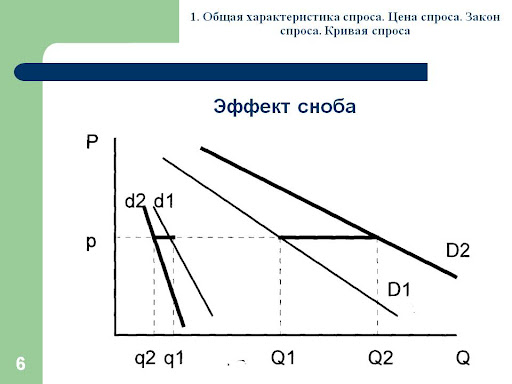 1. Общая характеристика спроса. Цена спроса. Закон
спроса. Кривая спроса
Эффект сноба
P
d2 d1
p
D2
D1
q2 q1 Q1 Q2 Q
6